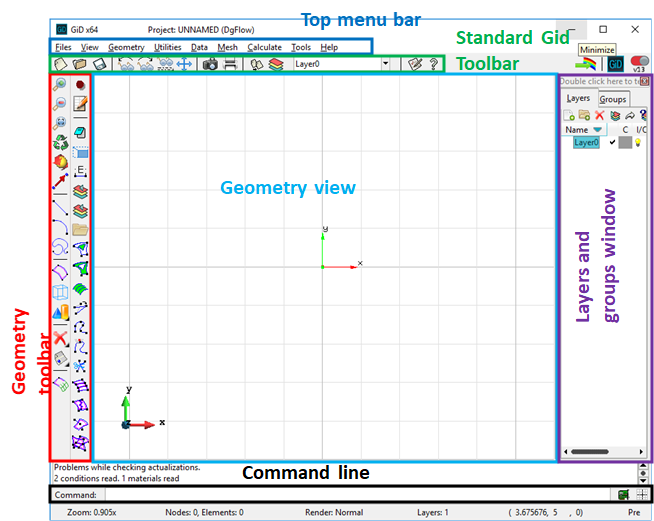 Top menu bar
GiD x64 Project: UNNAMED (DgFlow)
Standard Gid
Toolbar
Minimize
Files View Geometry Utilities Data Mesh Calculate Tools Help
Layer0
GiD
v13
Double click here to t
Layers Groups
Name C I/C
Layer0
E
Geometry view
y
x
Layers and
groups window
Geometry
toolbar
y
x
Problems while checking actualizations.
2 conditions read. 1 materials read
Command line
Command:
Zoom: 0.905x Nodes: 0, Elements: 0 Render: Normal Layers: 1 ( 3.675676, 5 , 0) Pre